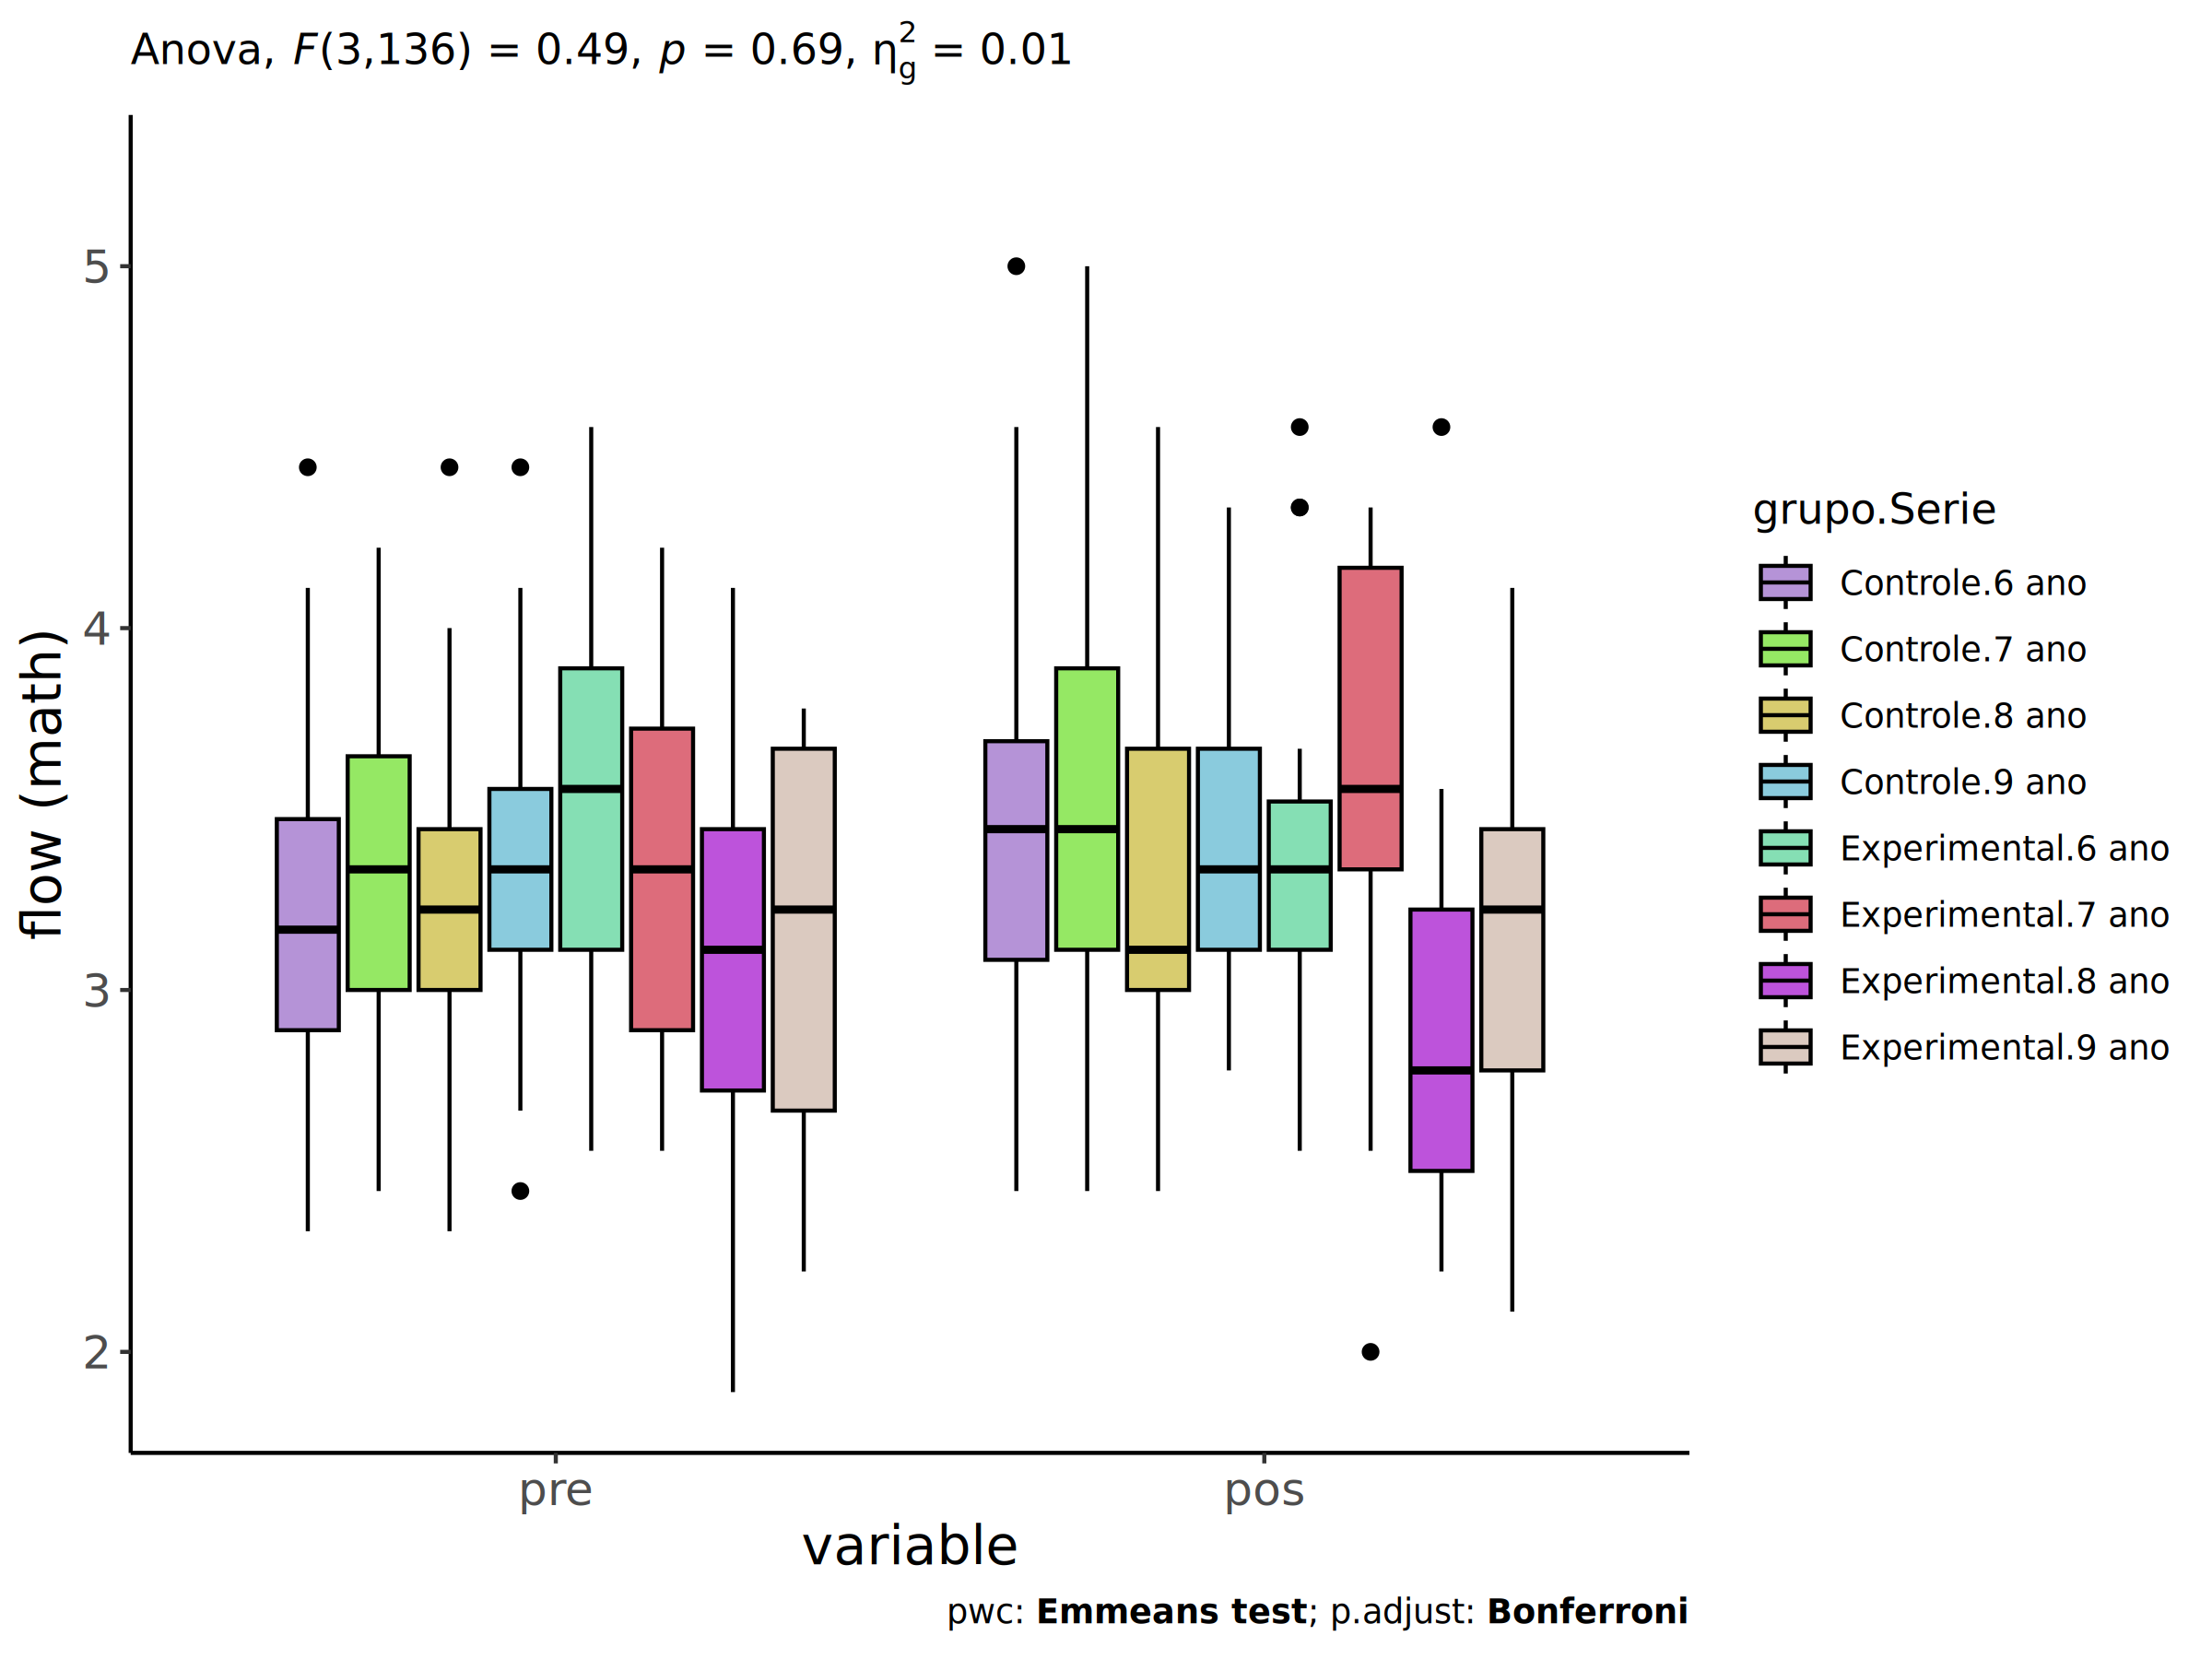 Anova, F(3,136) = 0.49, p = 0.69, η²g = 0.01
flow (math)
5
4
3
2
pre
pos
variable
grupo.Serie
Controle.6 ano
Controle.7 ano
Controle.8 ano
Controle.9 ano
Experimental.6 ano
Experimental.7 ano
Experimental.8 ano
Experimental.9 ano
pwc: Emmeans test; p.adjust: Bonferroni